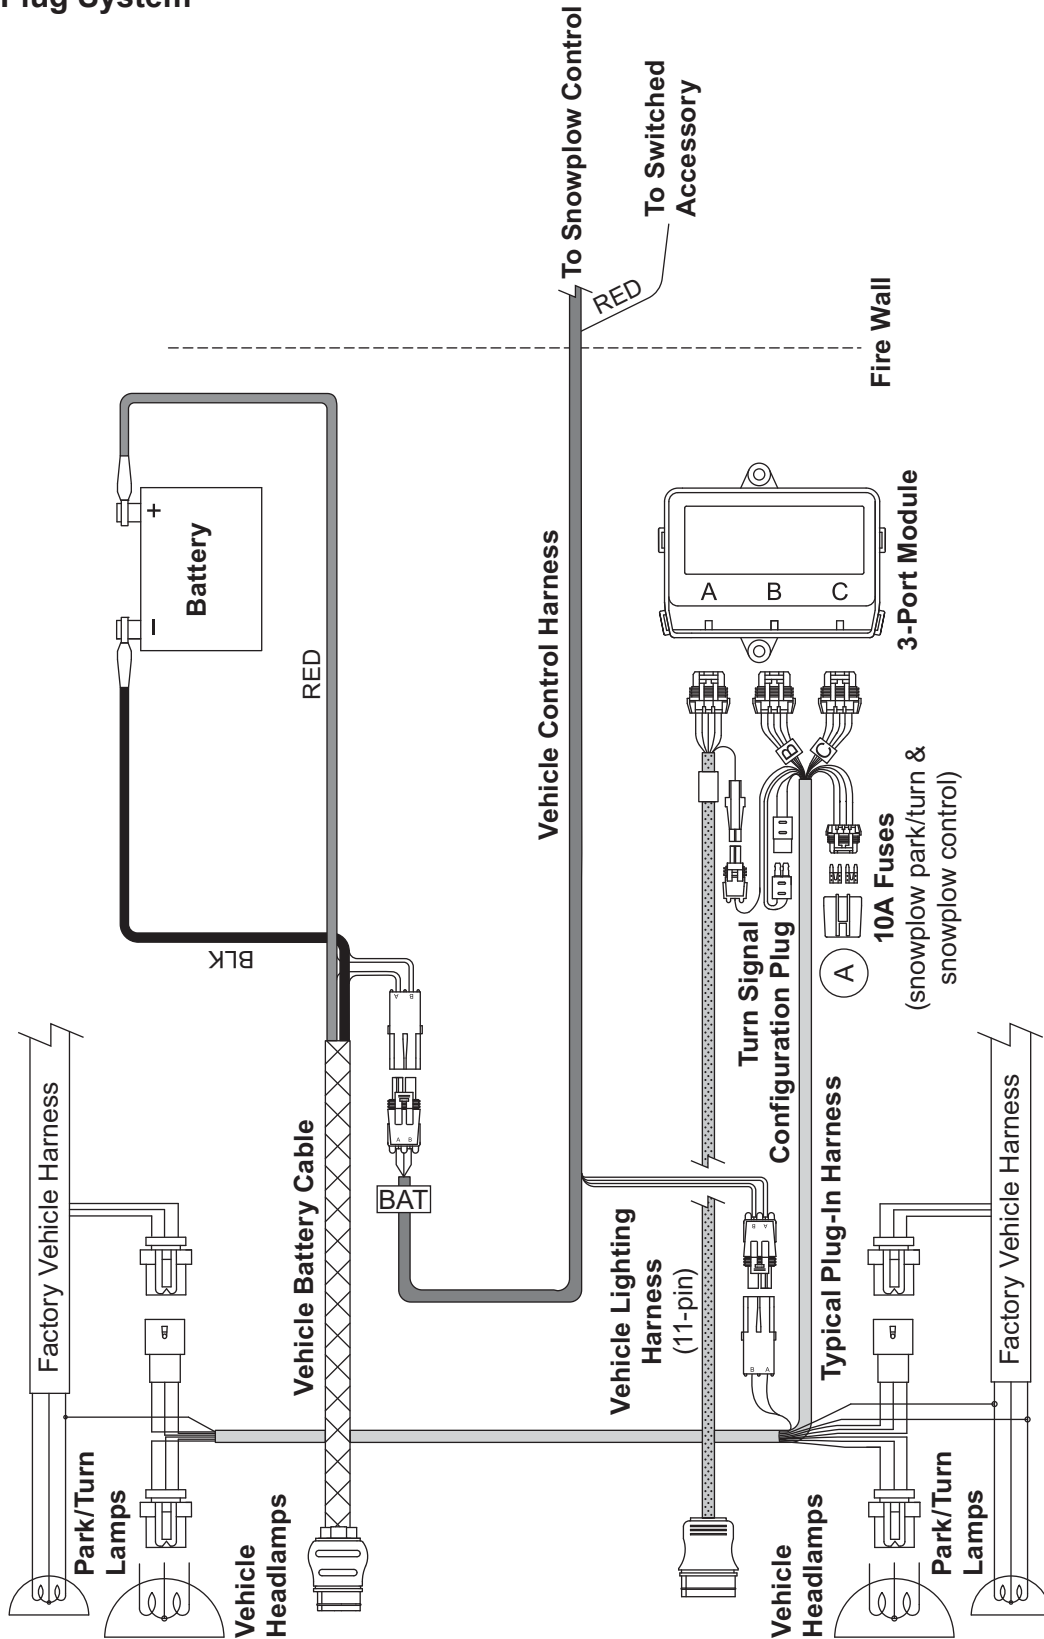 Plug System
To Snowplow Control
To Switched
Accessory
RED
Fire Wall
+
−
Battery
RED
BLK
Vehicle Control Harness
A
B
C
3-Port Module
B
C
10A Fuses
(snowplow park/turn &
snowplow control)
A
Turn Signal
Configuration Plug
A
B
A
B
BAT
Vehicle Battery Cable
Factory Vehicle Harness
Vehicle Lighting
Harness
(11-pin)
A
B
B
A
Typical Plug-In Harness
Factory Vehicle Harness
Park/Turn
Lamps
Vehicle
Headlamps
Vehicle
Headlamps
Park/Turn
Lamps